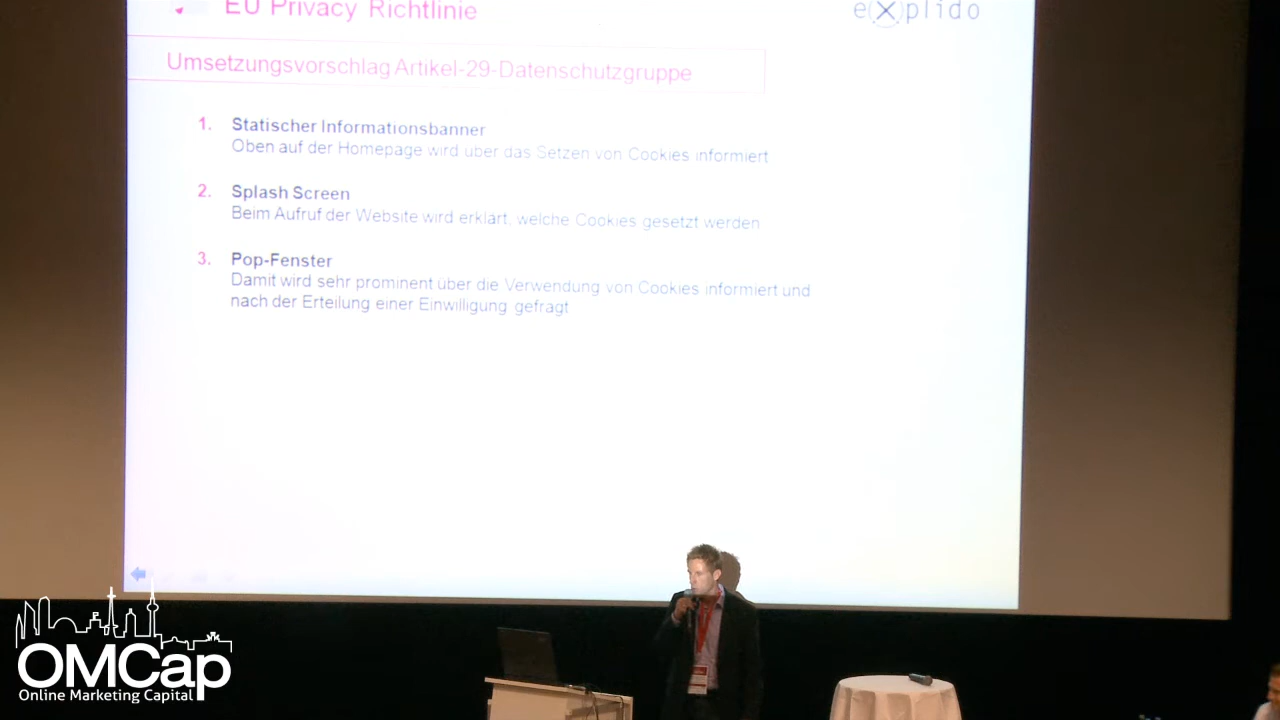 EU Privacy Richtlinie
e(x)plido
Umsetzungsvorschlag Artikel-29-Datenschutzgruppe
1. Statischer Informationsbanner
Oben auf der Homepage wird über das Setzen von Cookies informiert
2. Splash Screen
Beim Aufruf der Website wird erklärt, welche Cookies gesetzt werden
3. Pop-Fenster
Damit wird sehr prominent über die Verwendung von Cookies informiert und
nach der Erteilung einer Einwilligung gefragt
OMCap
Online Marketing Capital